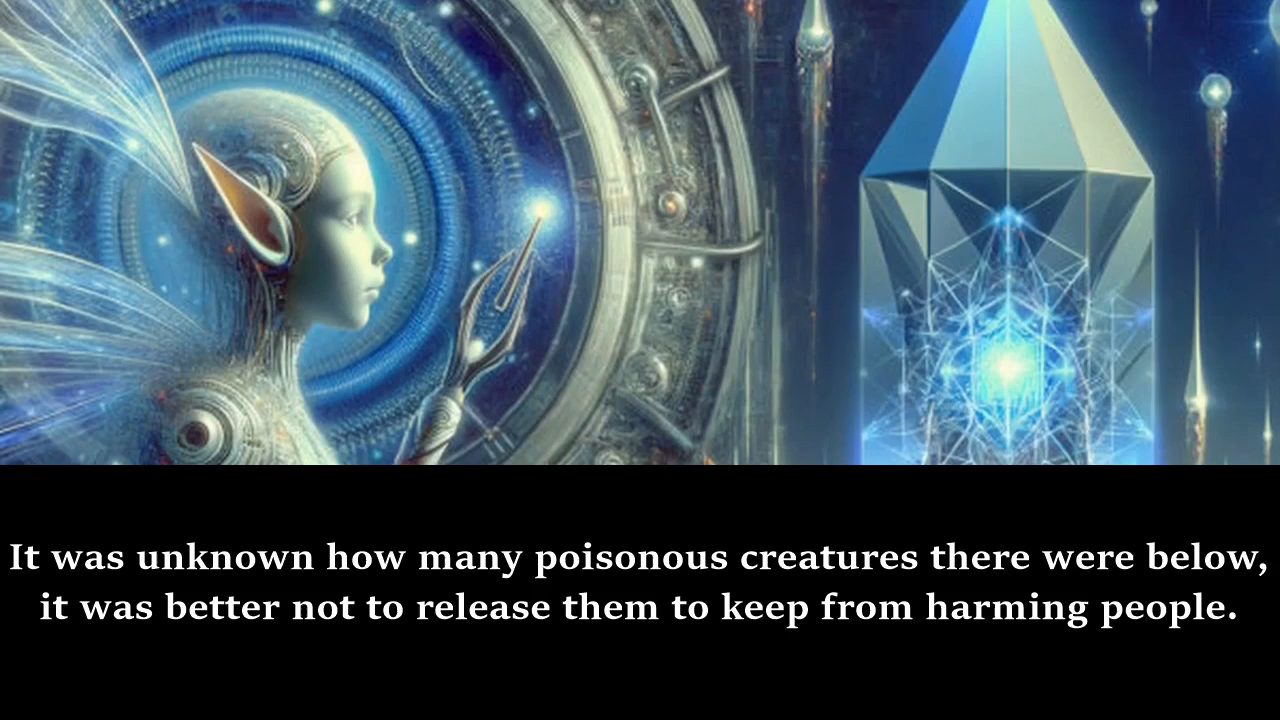 It was unknown how many poisonous creatures there were below,
it was better not to release them to keep from harming people.